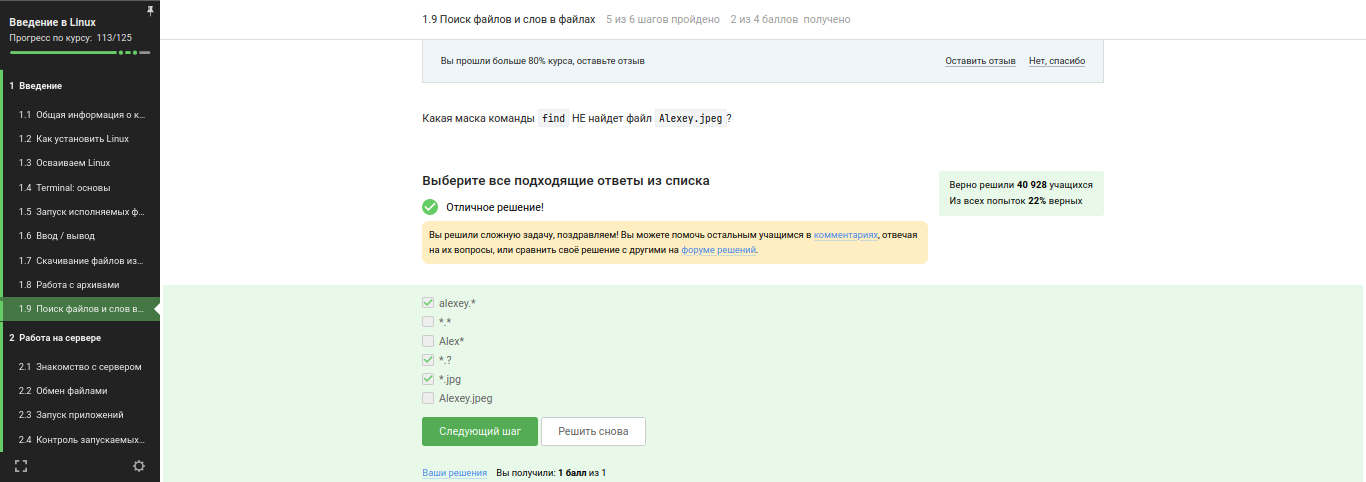 Введение в Linux
Прогресс по курсу: 113/125
1 Введение
1.1 Общая информация о к...
1.2 Как установить Linux
1.3 Осваиваем Linux
1.4 Terminal: основы
1.5 Запуск исполняемых ф...
1.6 Ввод / вывод
1.7 Скачивание файлов из...
1.8 Работа с архивами
1.9 Поиск файлов и слов в...
2 Работа на сервере
2.1 Знакомство с сервером
2.2 Обмен файлами
2.3 Запуск приложений
2.4 Контроль запускаемых...
1.9 Поиск файлов и слов в файлах 5 из 6 шагов пройдено 2 из 4 баллов получено
Вы прошли больше 80% курса, оставьте отзыв Оставить отзыв Нет, спасибо
Какая маска команды find НЕ найдет файл Alexey.jpeg ?
Выберите все подходящие ответы из списка
Отличное решение!
Верно решили 40 928 учащихся
Из всех попыток 22% верных
Вы решили сложную задачу, поздравляем! Вы можете помочь остальным учащимся в комментариях, отвечая
на их вопросы, или сравнить своё решение с другими на форуме решений.
alexey.*
*.*
Alex*
*.?
*.jpg
Alexey.jpeg
Следующий шаг Решить снова
Ваши решения Вы получили: 1 балл из 1